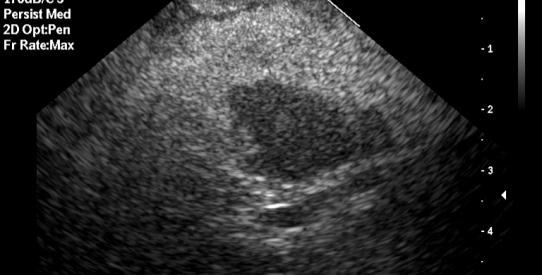 Persist Med
2D Opt:Pen
Fr Rate:Max
-1
-2
-3
-4